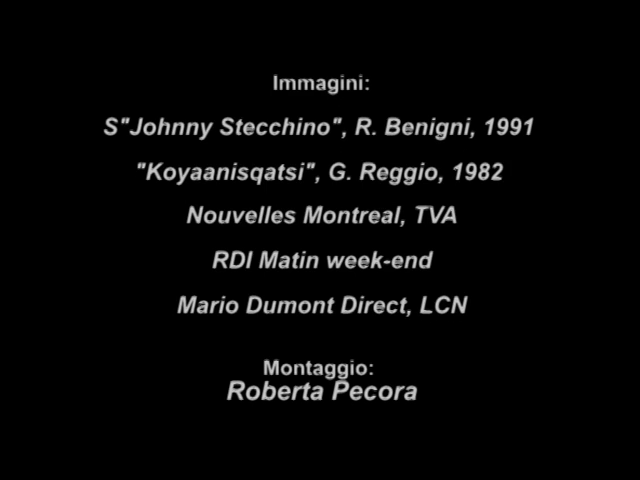 Immagini:
S"Johnny Stecchino", R. Benigni, 1991
"Koyaanisqatsi", G. Reggio, 1982
Nouvelles Montreal, TVA
RDI Matin week-end
Mario Dumont Direct, LCN
Montaggio:
Roberta Pecora